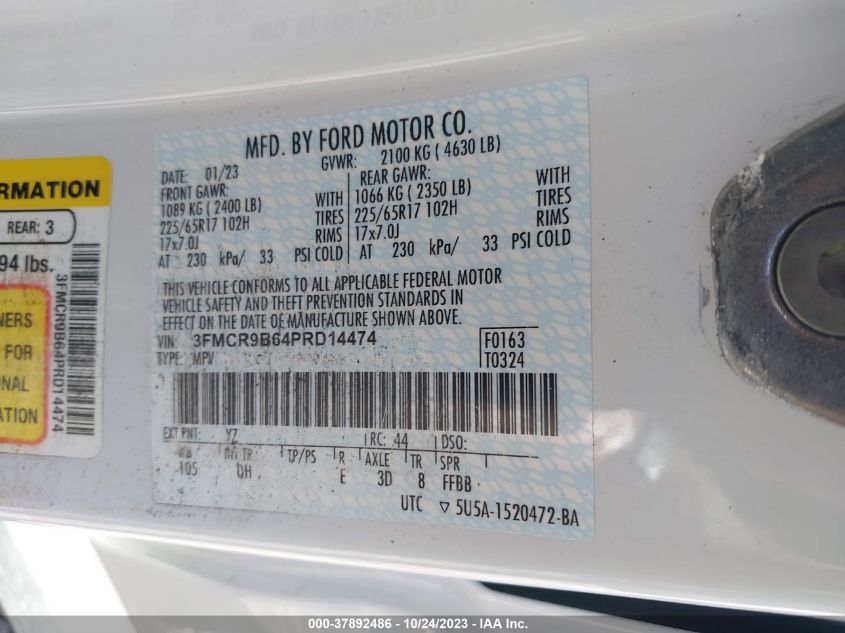 MFD. BY FORD MOTOR CO.
DATE: 01/23 GVWR: 2100 KG ( 4630 LB)
FRONT GAWR: REAR GAWR:
1089 KG ( 2400 LB) WITH 1066 KG ( 2350 LB) WITH
225/65R17 102H TIRES 225/65R17 102H TIRES
17x7.0J RIMS 17x7.0J RIMS
AT 230 kPa/ 33 PSI COLD AT 230 kPa/ 33 PSI COLD
THIS VEHICLE CONFORMS TO ALL APPLICABLE FEDERAL MOTOR
VEHICLE SAFETY AND THEFT PREVENTION STANDARDS IN
EFFECT ON THE DATE OF MANUFACTURE SHOWN ABOVE.
VIN: 3FMCR9B64PRD14474 F0163
TYPE: MPV T0324
EXT PNT: YZ RC: 44 DSO:
WB INT TR TP/PS R AXLE TR SPR
105 DH E 3D 8 FFBB
UTC ▽ 5U5A-1520472-BA
RMATION
REAR: 3
94 lbs.
NERS
FOR
ONAL
ATION
3FMCR9B64PRD14474
000-37892486 - 10/24/2023 - IAA Inc.